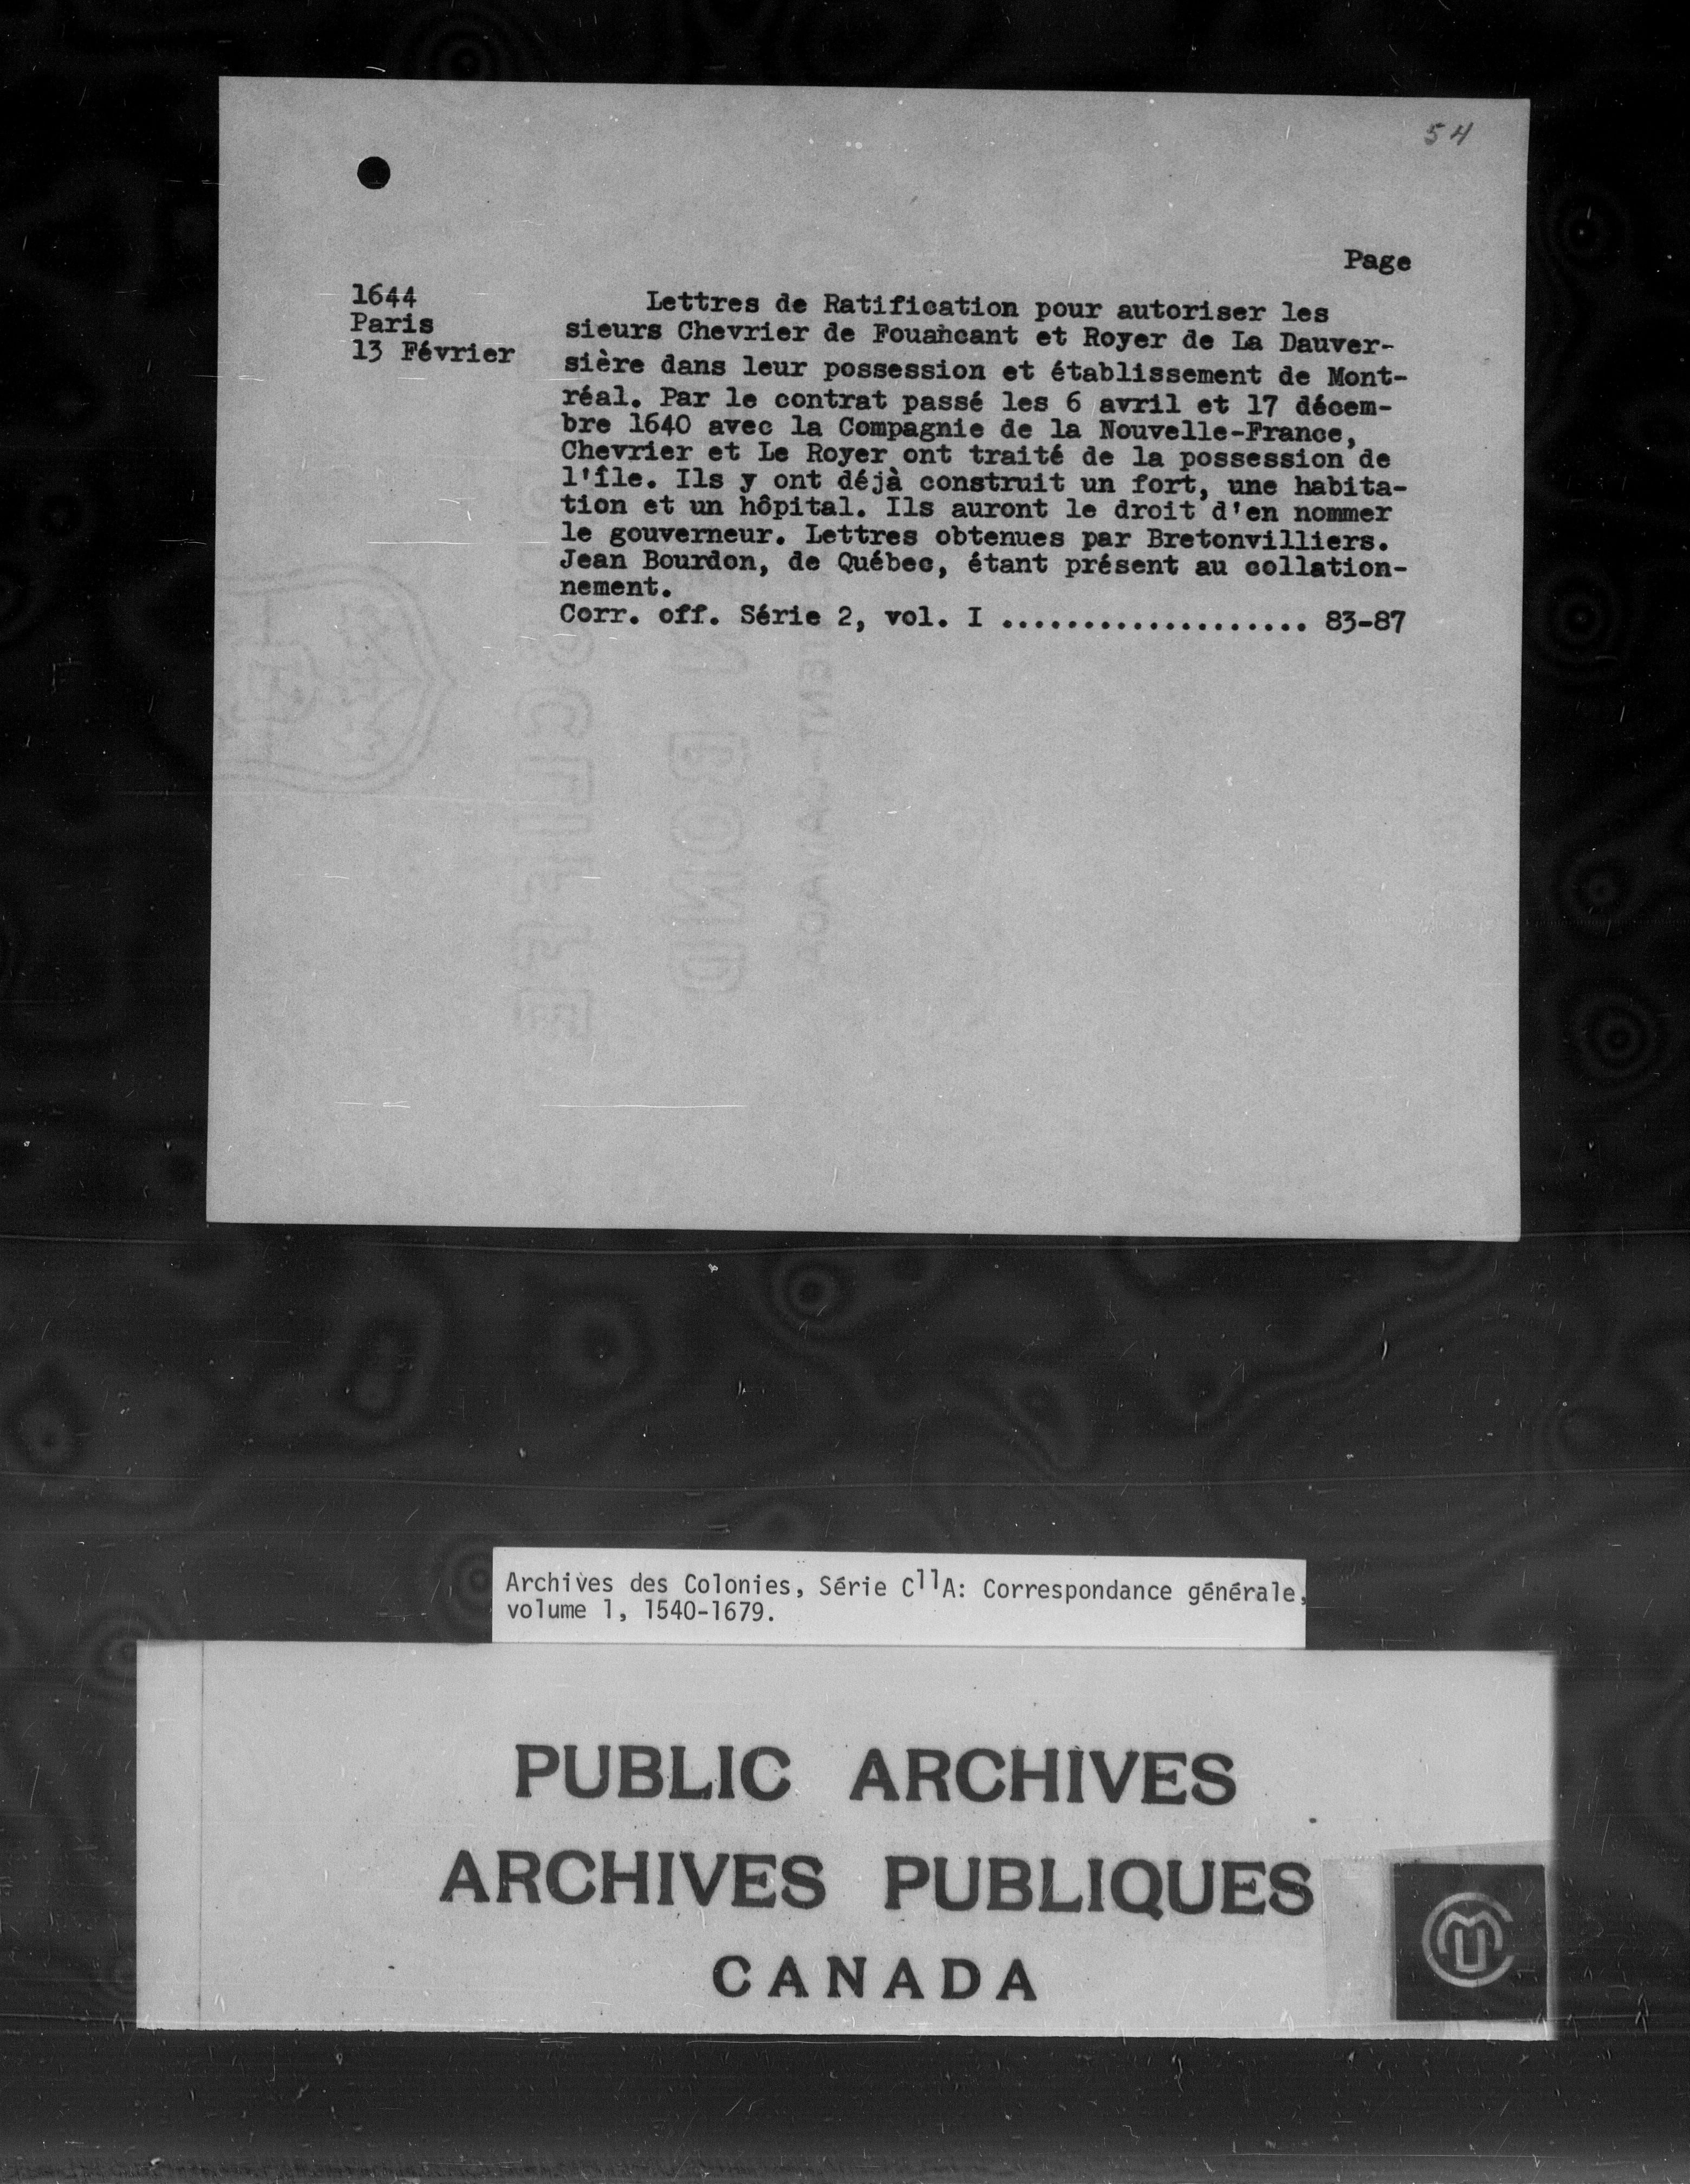 54
Page
1644
Paris
13 Février
Lettres de Ratification pour autoriser les
sieurs Chevrier de Fouancant et Royer de La Dauver-
sière dans leur possession et établissement de Mont-
réal. Par le contrat passé les 6 avril et 17 décem-
bre 1640 avec la Compagnie de la Nouvelle-France,
Chevrier et Le Royer ont traité de la possession de
l'île. Ils y ont déjà construit un fort, une habita-
tion et un hôpital. Ils auront le droit d'en nommer
le gouverneur. Lettres obtenues par Bretonvilliers.
Jean Bourdon, de Québec, étant présent au collation-
nement.
Corr. off. Série 2, vol. I ................... 83-87
Archives des Colonies, Série C11A: Correspondance générale,
volume 1, 1540-1679.
PUBLIC ARCHIVES
ARCHIVES PUBLIQUES
CANADA